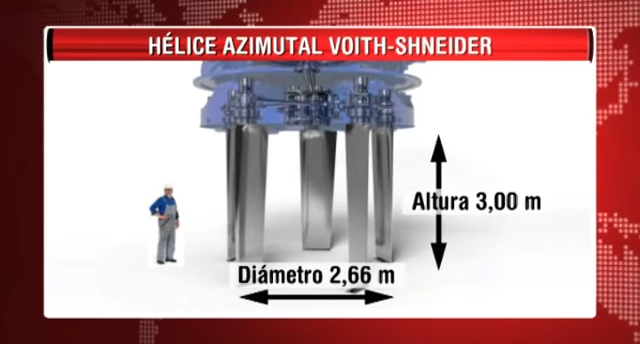 HÉLICE AZIMUTAL VOITH-SHNEIDER
Altura 3,00 m
Diámetro 2,66 m